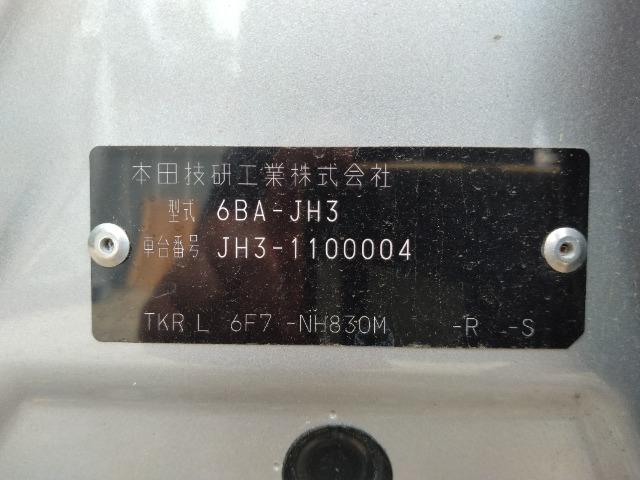 本田技研工業株式会社
型式 6BA-JH3
車台番号 JH3-1100004
TKR L 6F7 -NH830M -R -S